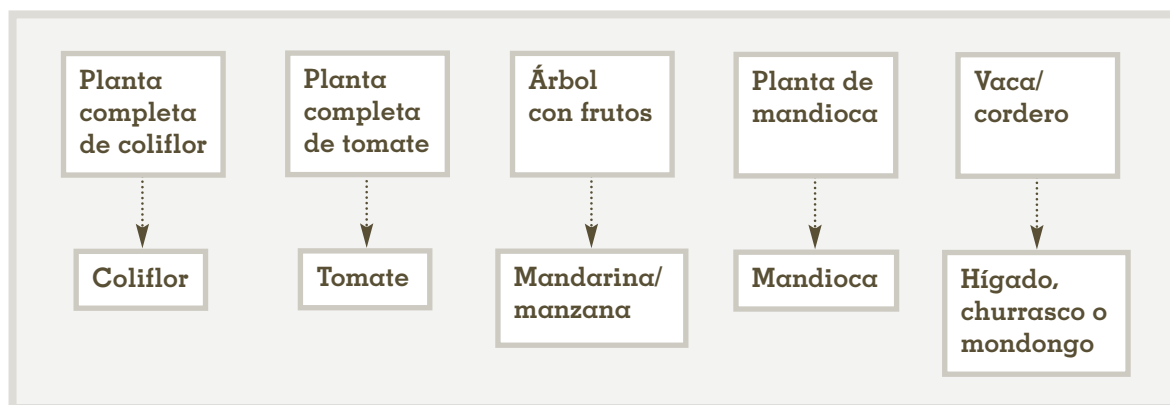 Planta
completa
de coliflor
Planta
completa
de tomate
Árbol
con frutos
Planta de
mandioca
Vaca/
cordero
Coliflor
Tomate
Mandarina/
manzana
Mandioca
Hígado,
churrasco o
mondongo